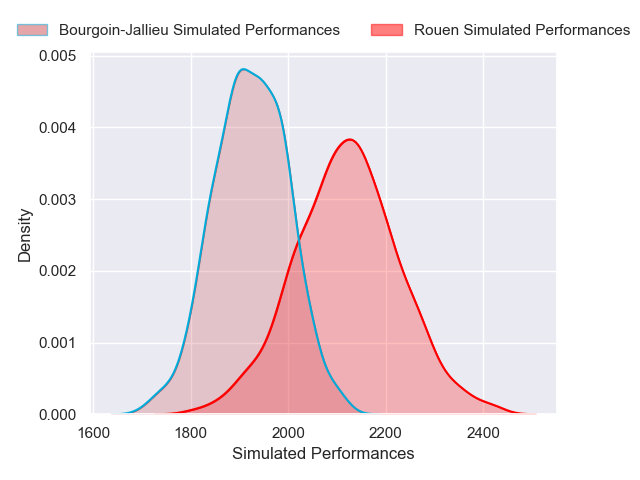 Bourgoin-Jallieu Simulated Performances Rouen Simulated Performances
0.005
0.004
0.003
0.002
0.001
0.000
Density
1600 1800 2000 2200 2400
Simulated Performances